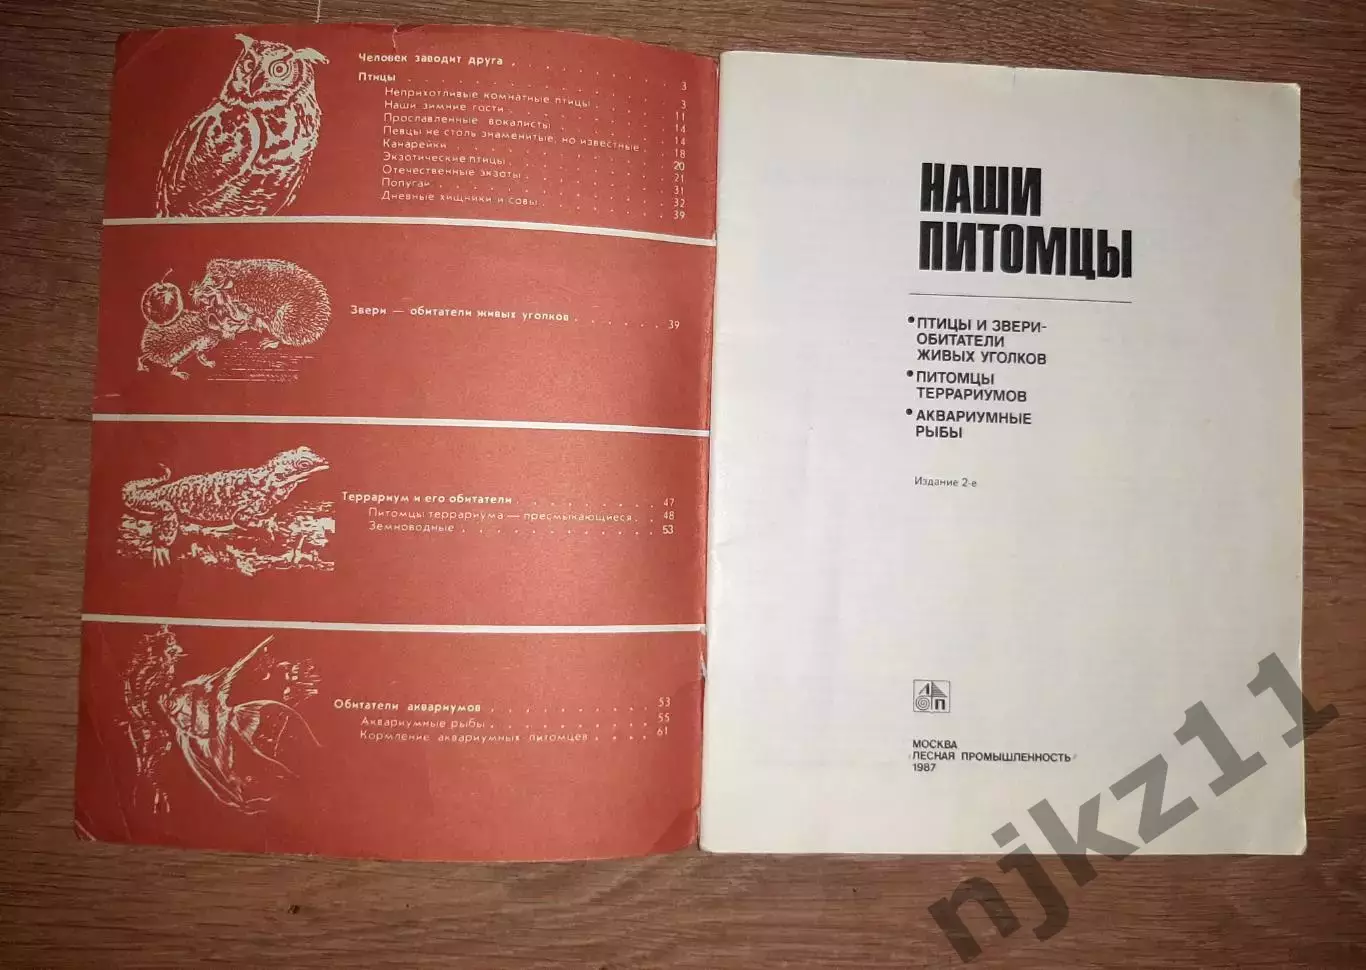 Человек заводит друга . . . . . . . . . 3
Птицы . . . . . . . . . . . . . 3
Неприхотливые комнатные птицы . . . . . 11
Наши зимние гости . . . . . . . . . 14
Прославленные вокалисты . . . . . . . 14
Певцы не столь знаменитые, но известные . . 18
Канарейки . . . . . . . . . . . 20
Экзотические птицы . . . . . . . . . 21
Отечественные экзоты . . . . . . . . 31
Попугаи . . . . . . . . . . . . 32
Дневные хищники и совы . . . . . . . 39
Звери — обитатели живых уголков . . . . . . 39
Террариум и его обитатели . . . . . . . . 47
Питомцы террариума — пресмыкающиеся . . 48
Земноводные . . . . . . . . . . . 53
Обитатели аквариумов . . . . . . . . . 53
Аквариумные рыбы . . . . . . . . . 55
Кормление аквариумных питомцев . . . . 61
НАШИ
ПИТОМЦЫ
•ПТИЦЫ И ЗВЕРИ-
ОБИТАТЕЛИ
ЖИВЫХ УГОЛКОВ
•ПИТОМЦЫ
ТЕРРАРИУМОВ
•АКВАРИУМНЫЕ
РЫБЫ
Издание 2-е
МОСКВА
«ЛЕСНАЯ ПРОМЫШЛЕННОСТЬ»
1987
njkz11